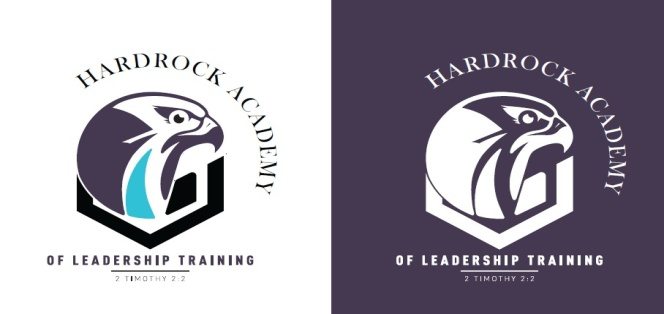 HARDROCK ACADEMY
OF LEADERSHIP TRAINING
2 TIMOTHY 2:2
HARDROCK ACADEMY
OF LEADERSHIP TRAINING
2 TIMOTHY 2:2